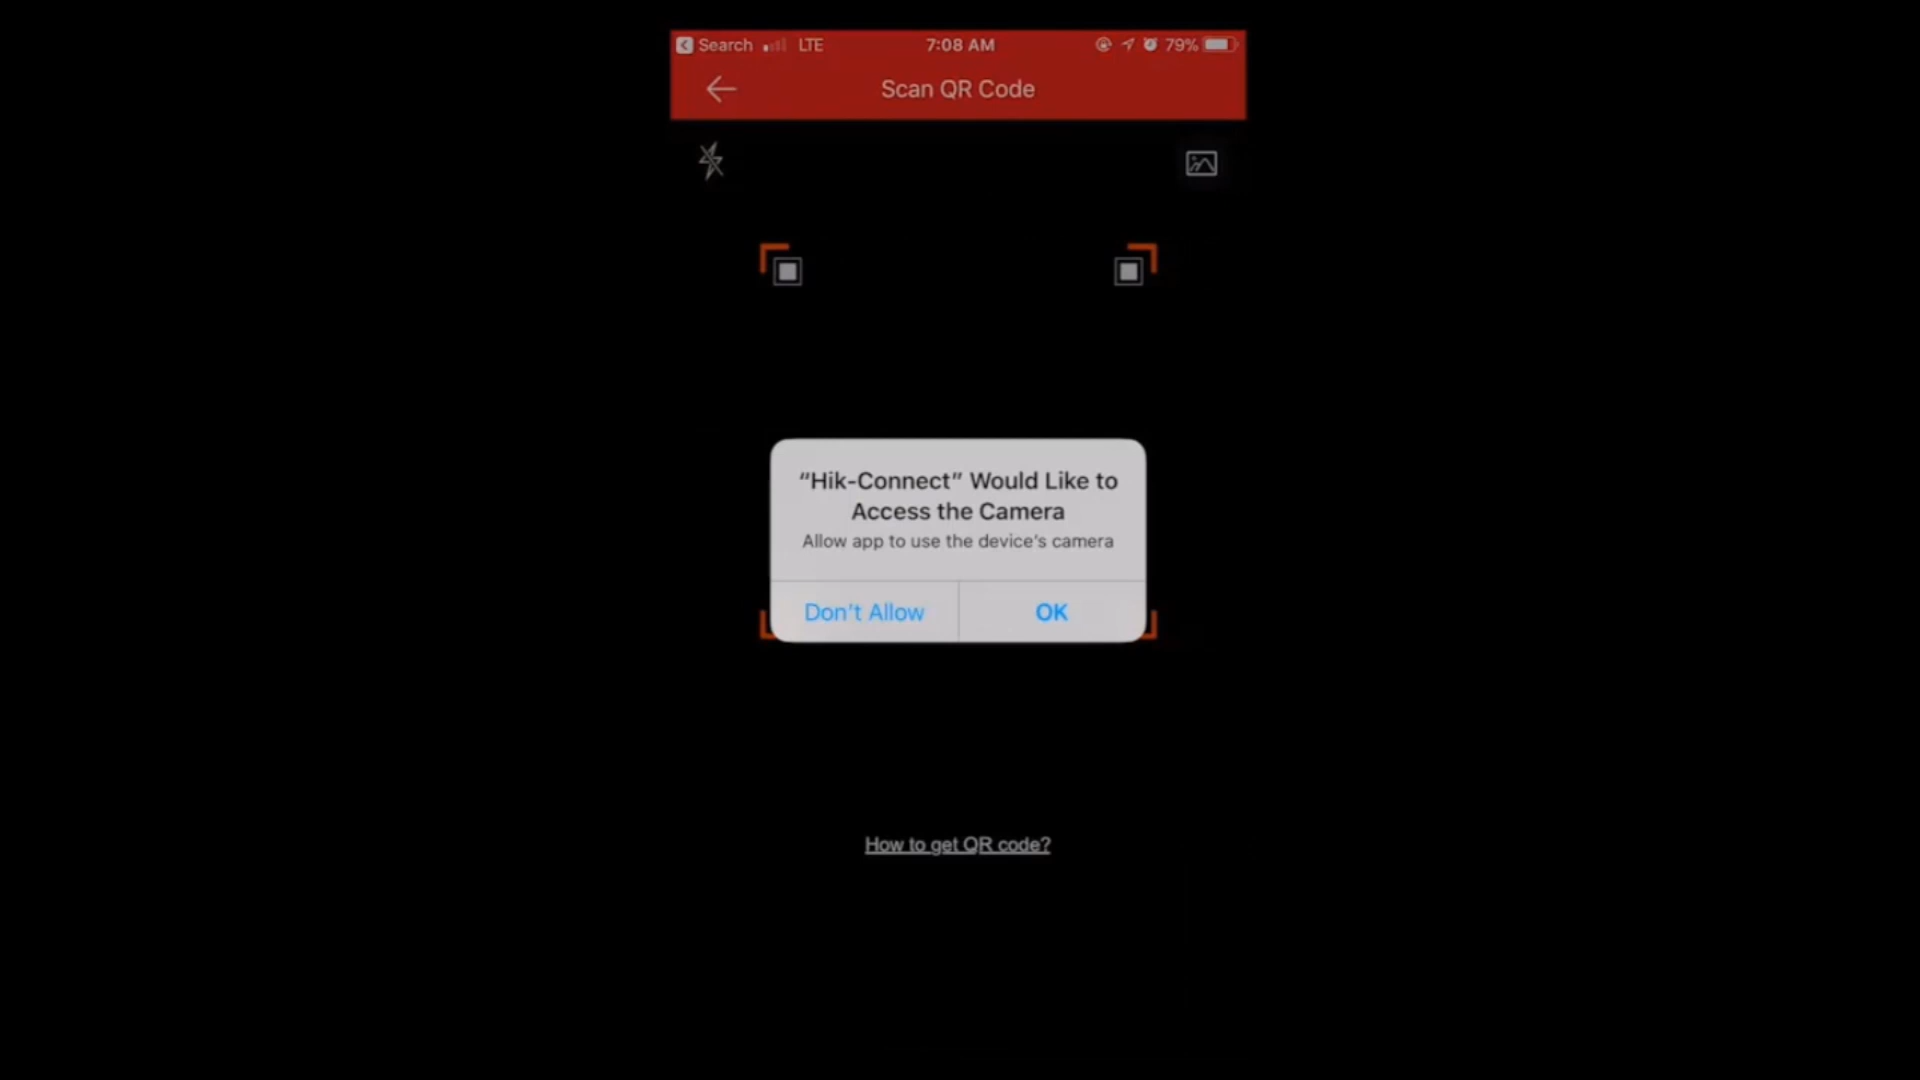 Search LTE 7:08 AM 79%
Scan QR Code
“Hik-Connect” Would Like to
Access the Camera
Allow app to use the device's camera
Don't Allow OK
How to get QR code?